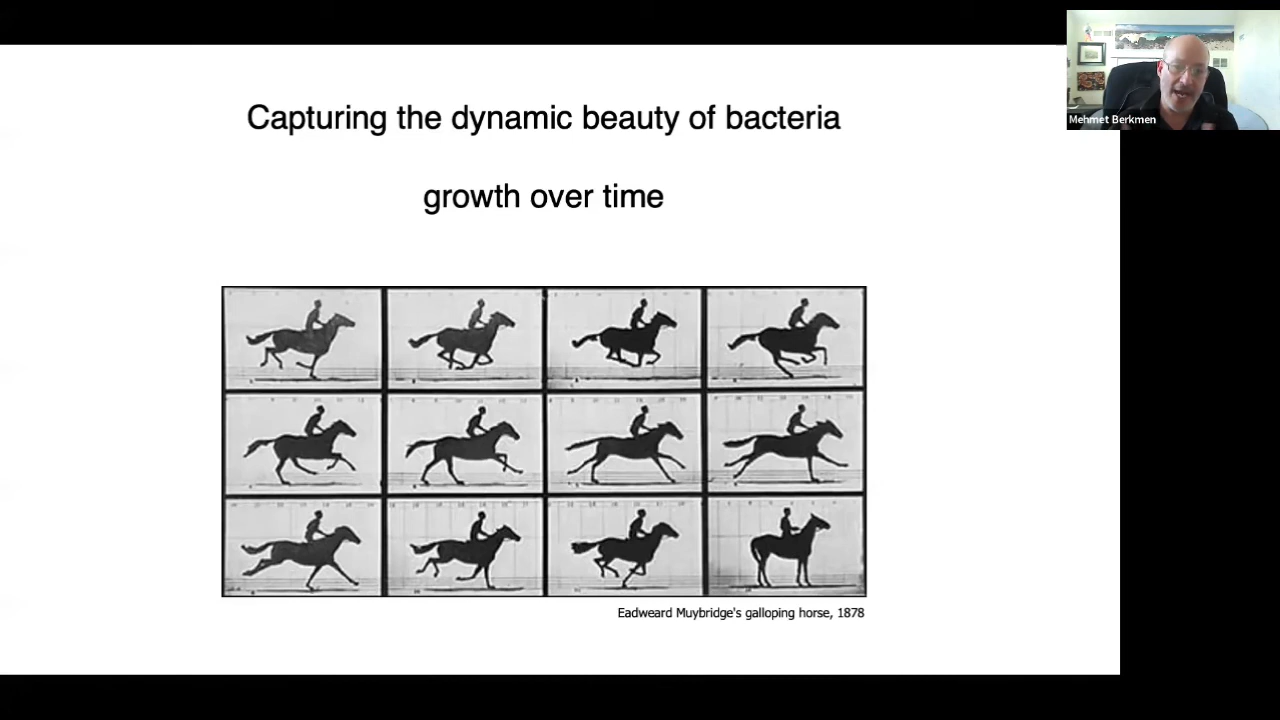 Capturing the dynamic beauty of bacteria
growth over time
Eadweard Muybridge's galloping horse, 1878
Mehmet Berkmen